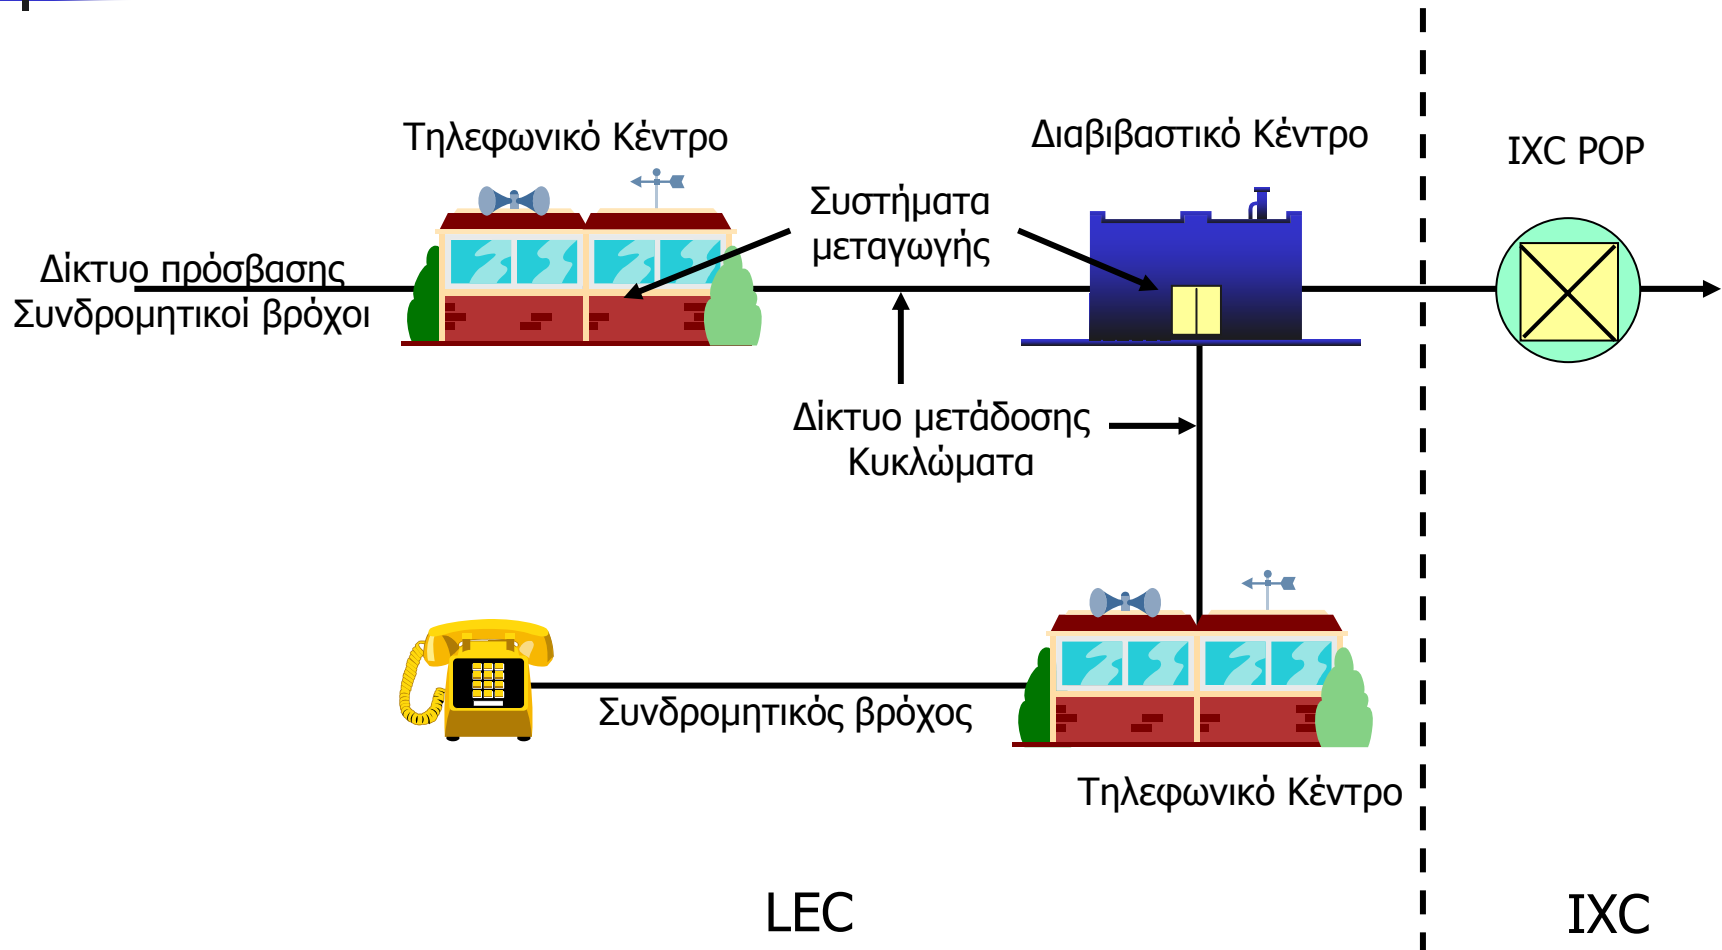 Τηλεφωνικό Κέντρο
Διαβιβαστικό Κέντρο
IXC POP
Συστήματα
μεταγωγής
Δίκτυο πρόσβασης
Συνδρομητικοί βρόχοι
Δίκτυο μετάδοσης
Κυκλώματα
Συνδρομητικός βρόχος
Τηλεφωνικό Κέντρο
LEC
IXC